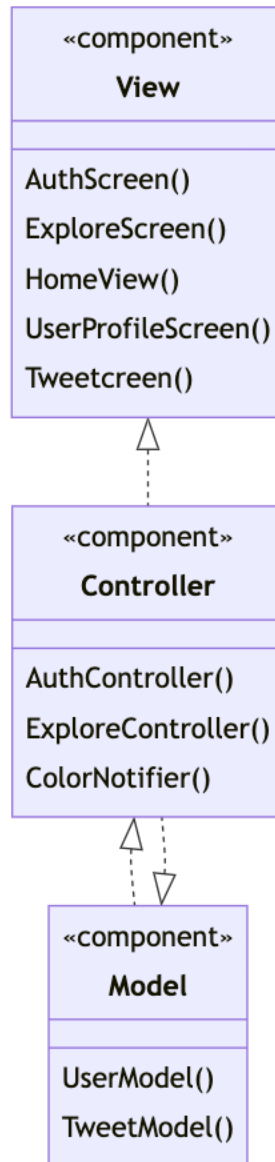 «component»
View
AuthScreen()
ExploreScreen()
HomeView()
UserProfileScreen()
Tweetcreen()
«component»
Controller
AuthController()
ExploreController()
ColorNotifier()
«component»
Model
UserModel()
TweetModel()